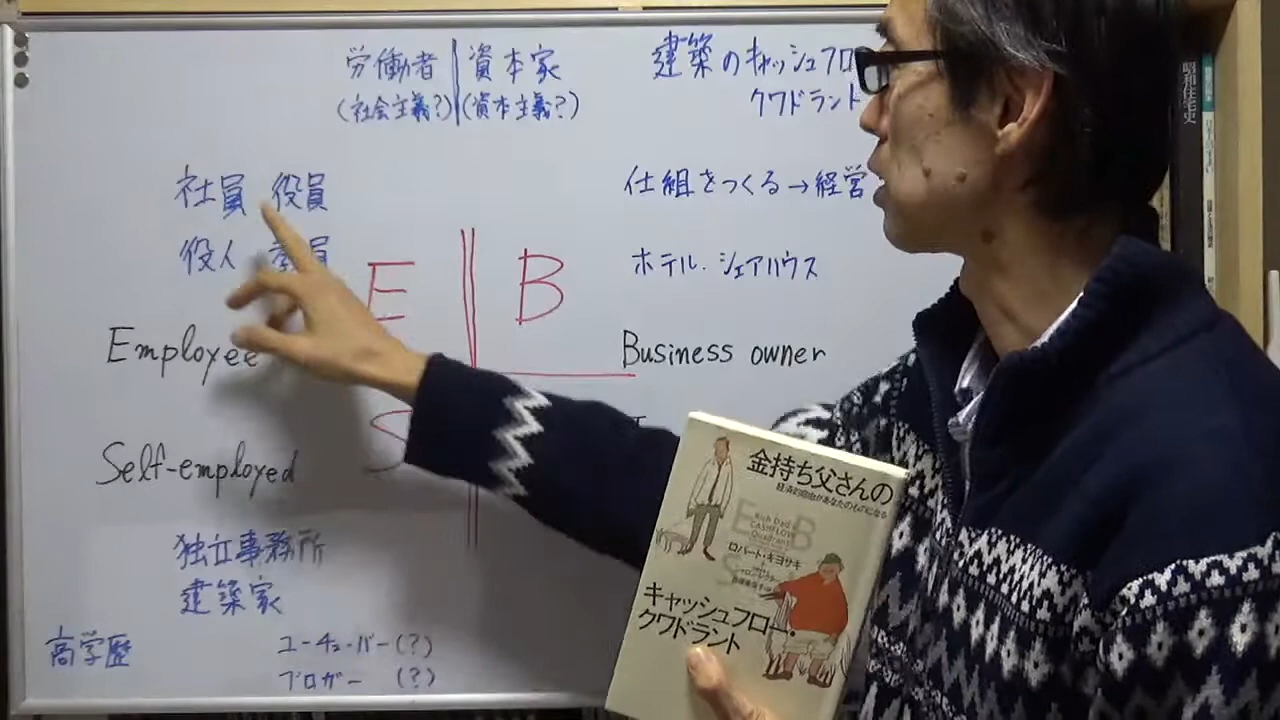 労働者 | 資本家
(社会主義?) (資本主義?)
建築のキャッシュフロ
クワドラント
社員 役員
役人 教員
仕組をつくる→経営
ホテル・シェアハウス
E B
Employee
Business owner
S
Self-employed
独立事務所
建築家
高学歴
ユーチューバー(?)
ブロガー (?)
金持ち父さんの
経済的自由があなたのものになる
Rich Dad's
CASHFLOW
Quadrant
ロバート・キヨサキ
キャッシュフロー・
クワドラント
昭和住宅史